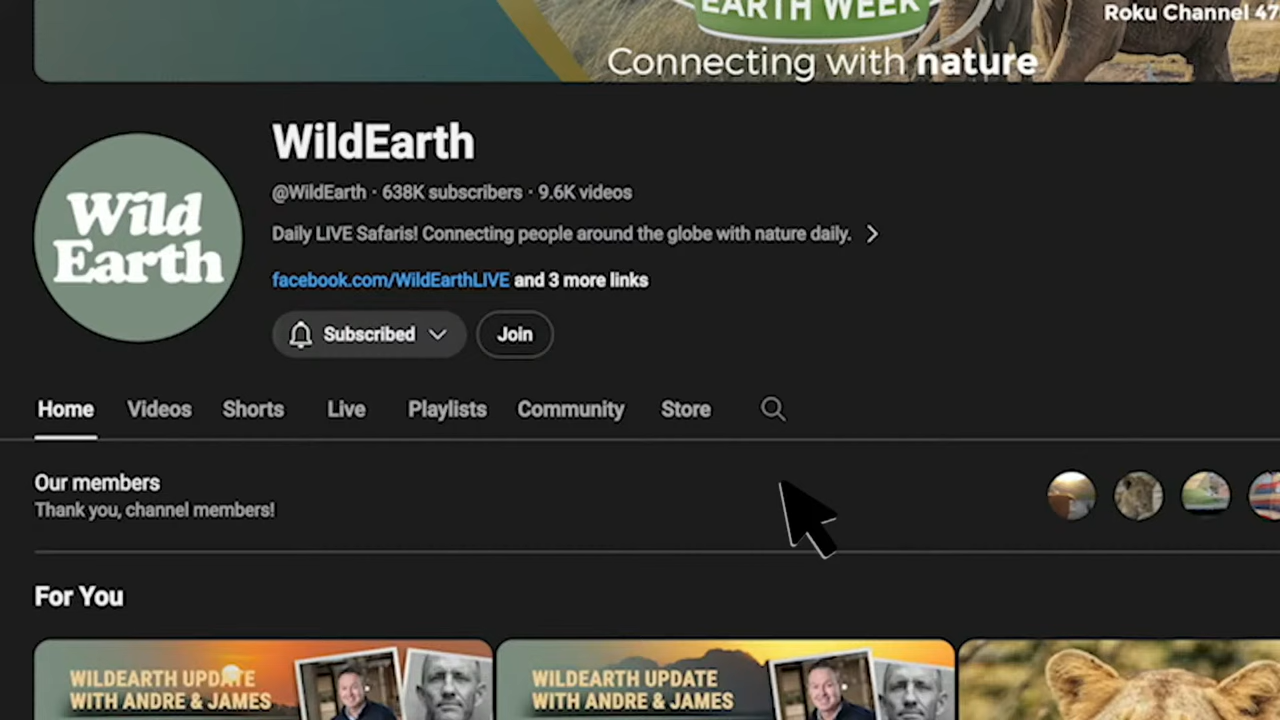 EARTH WEEK
Roku Channel 47
Connecting with nature
Wild
Earth
WildEarth
@WildEarth · 638K subscribers · 9.6K videos
Daily LIVE Safaris! Connecting people around the globe with nature daily.
facebook.com/WildEarthLIVE and 3 more links
Subscribed
Join
Home Videos Shorts Live Playlists Community Store
Our members
Thank you, channel members!
For You
WILDEARTH UPDATE
WITH ANDRE & JAMES
WILDEARTH UPDATE
WITH ANDRE & JAMES